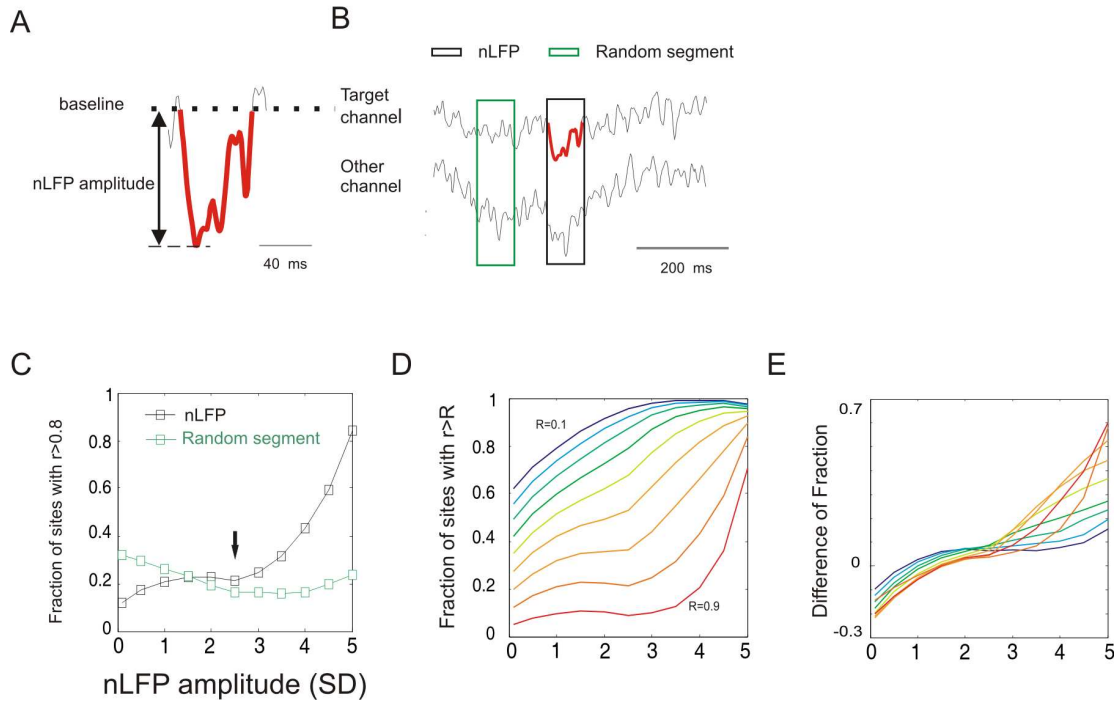 A
baseline
nLFP amplitude
40 ms
B
nLFP
Random segment
Target
channel
Other
channel
200 ms
C
Fraction of sites with r>0.8
1
0.8
0.6
0.4
0.2
0
nLFP
Random segment
0 1 2 3 4 5
nLFP amplitude (SD)
D
Fraction of sites with r>R
1
0.8
0.6
0.4
0.2
0
R=0.1
R=0.9
0 1 2 3 4 5
E
Difference of Fraction
0.7
0
-0.3
0 1 2 3 4 5